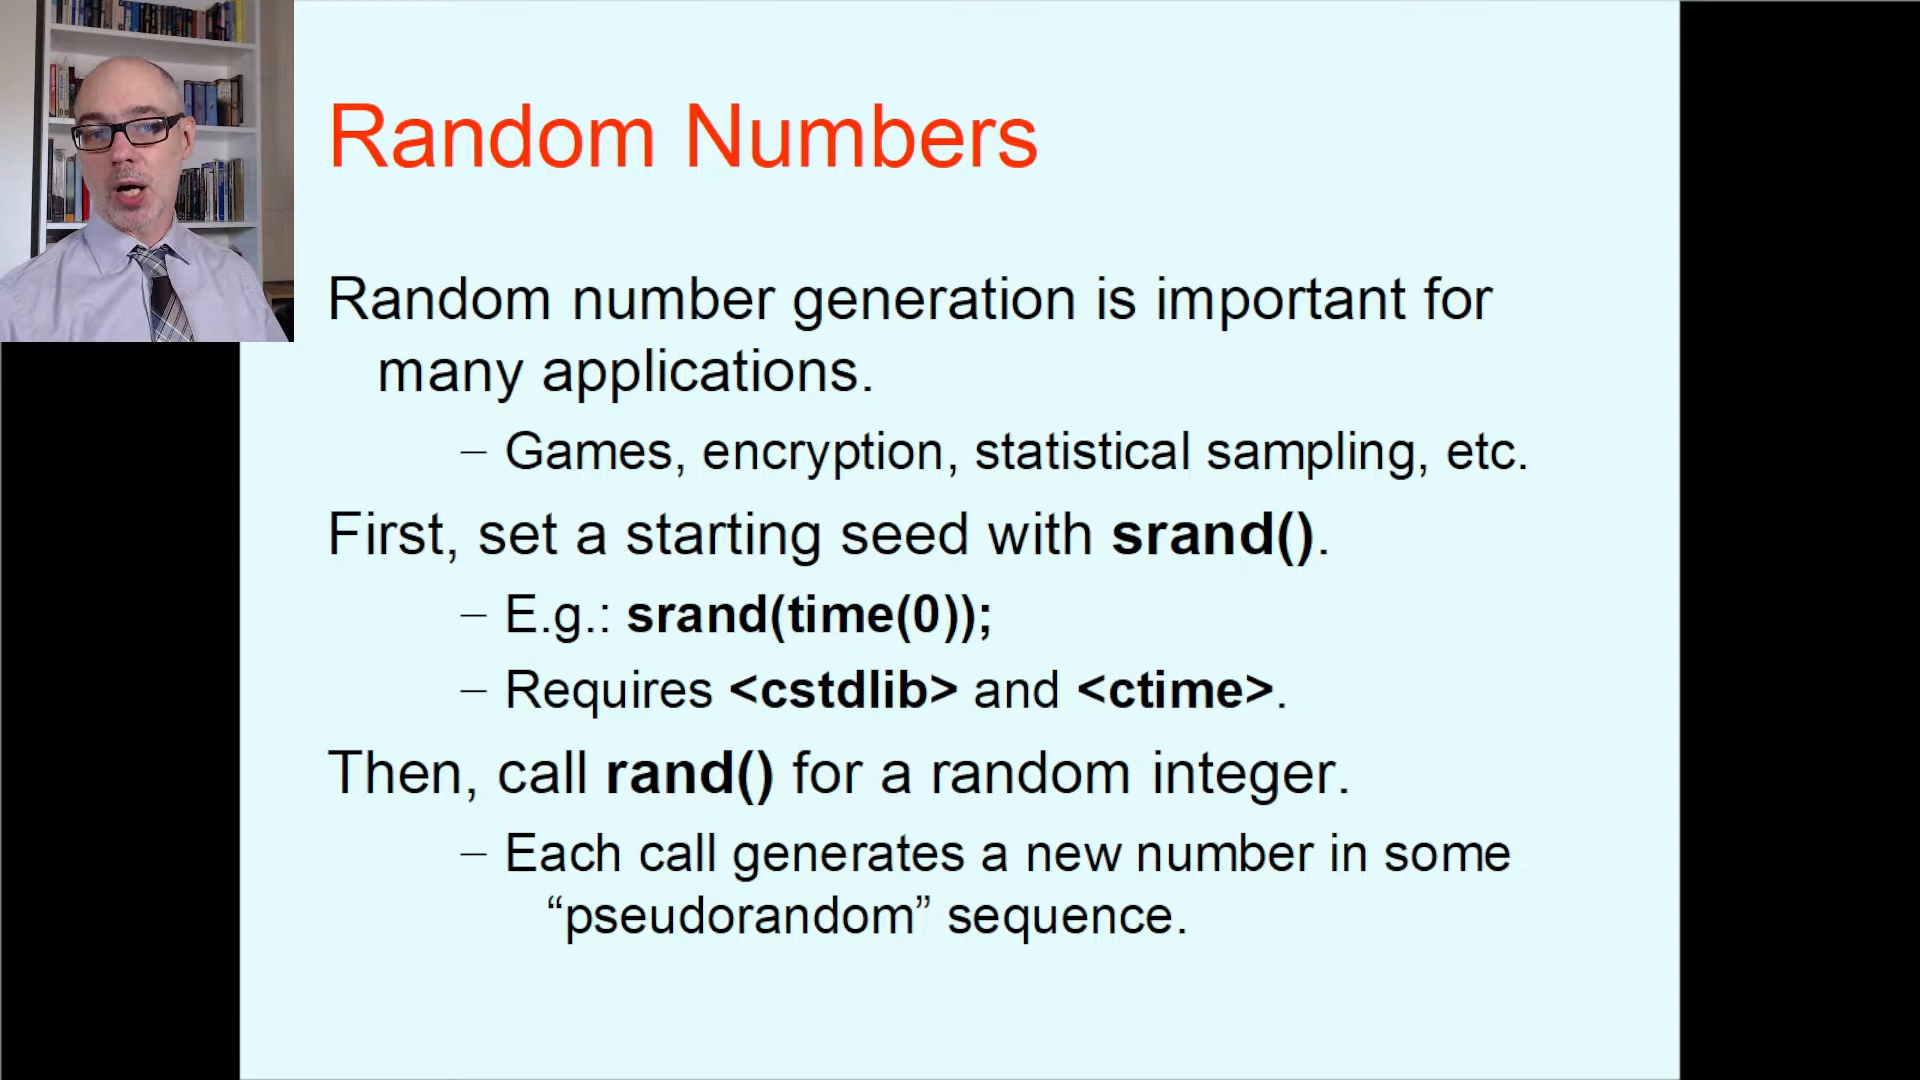 Random Numbers
Random number generation is important for
many applications.
– Games, encryption, statistical sampling, etc.
First, set a starting seed with srand().
– E.g.: srand(time(0));
– Requires <cstdlib> and <ctime>.
Then, call rand() for a random integer.
– Each call generates a new number in some
“pseudorandom” sequence.